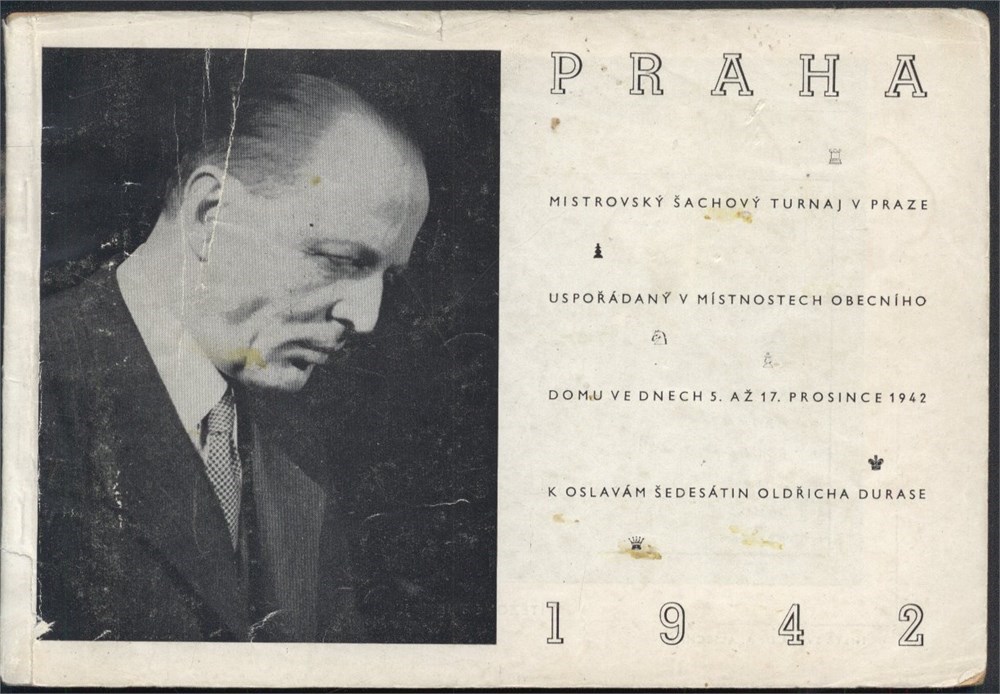 PRAHA
MISTROVSKÝ ŠACHOVÝ TURNAJ V PRAZE
USPOŘÁDANÝ V MÍSTNOSTECH OBECNÍHO
DOMU VE DNECH 5. AŽ 17. PROSINCE 1942
K OSLAVÁM ŠEDESÁTIN OLDŘICHA DURASE
1942